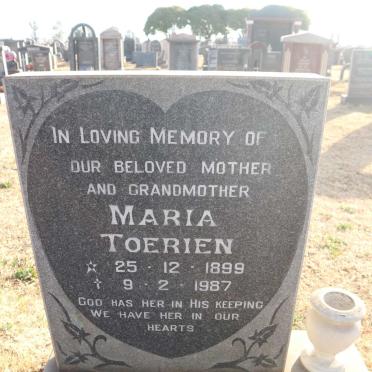 In Loving Memory of
our beloved mother
and grandmother
Maria
Toerien
☆ 25 · 12 · 1899
† 9 · 2 · 1987
God has her in His keeping
We have her in our
hearts